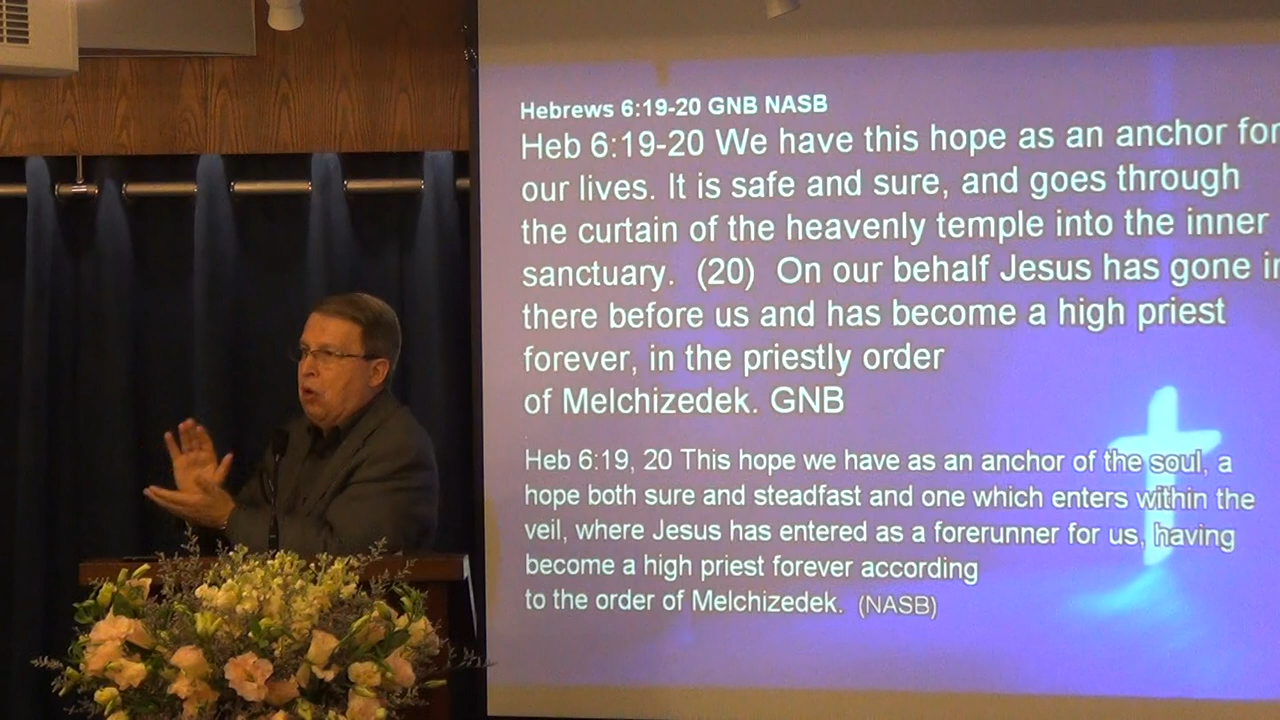 Hebrews 6:19-20 GNB NASB
Heb 6:19-20 We have this hope as an anchor for
our lives. It is safe and sure, and goes through
the curtain of the heavenly temple into the inner
sanctuary. (20) On our behalf Jesus has gone in
there before us and has become a high priest
forever, in the priestly order
of Melchizedek. GNB
Heb 6:19, 20 This hope we have as an anchor of the soul, a
hope both sure and steadfast and one which enters within the
veil, where Jesus has entered as a forerunner for us, having
become a high priest forever according
to the order of Melchizedek. (NASB)